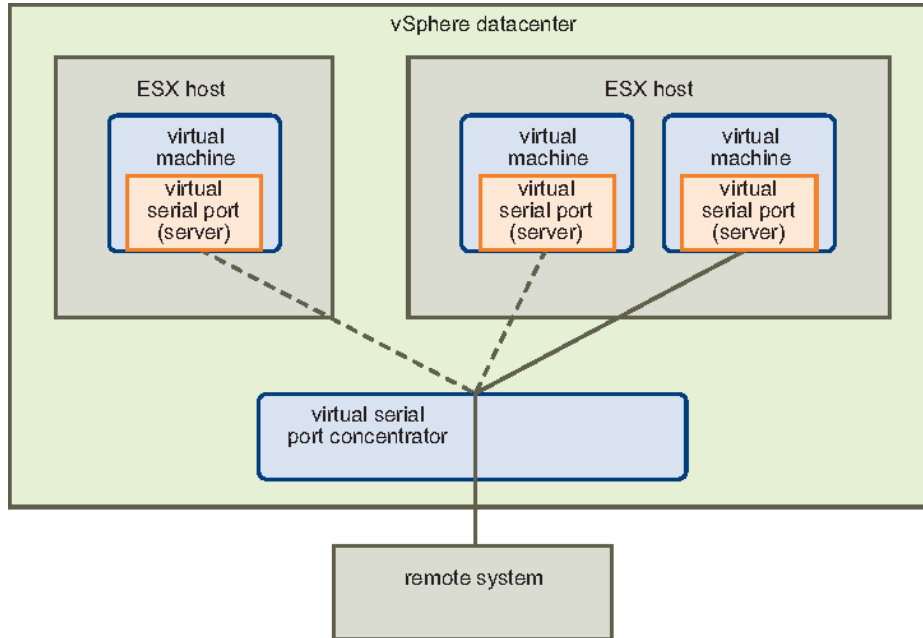 vSphere datacenter
ESX host
virtual
machine
virtual
serial port
(server)
ESX host
virtual
machine
virtual
serial port
(server)
virtual
machine
virtual
serial port
(server)
virtual serial
port concentrator
remote system